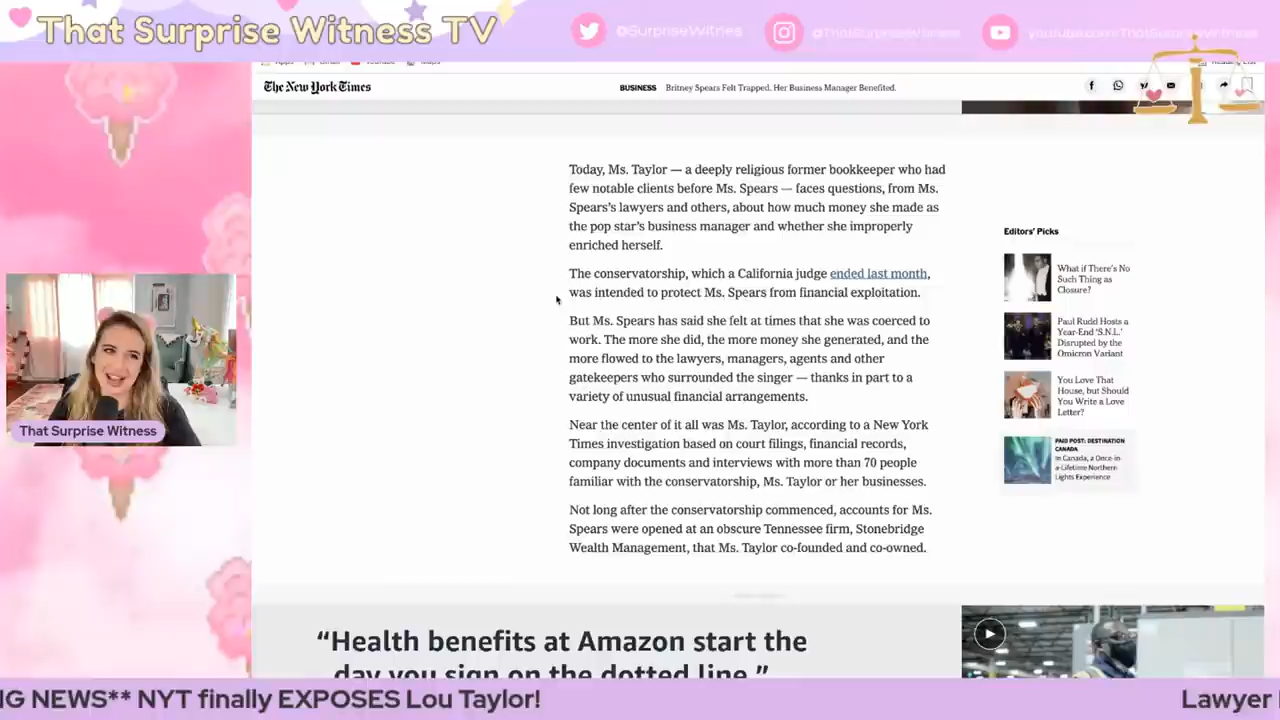 That Surprise Witness TV
@SurpriseWitnes
@ThatSurpriseWitness
youtube.com/ThatSurpriseWitness
The New York Times
BUSINESS Britney Spears Felt Trapped. Her Business Manager Benefited.
Today, Ms. Taylor — a deeply religious former bookkeeper who had
few notable clients before Ms. Spears — faces questions, from Ms.
Spears's lawyers and others, about how much money she made as
the pop star's business manager and whether she improperly
enriched herself.
The conservatorship, which a California judge ended last month,
was intended to protect Ms. Spears from financial exploitation.
But Ms. Spears has said she felt at times that she was coerced to
work. The more she did, the more money she generated, and the
more flowed to the lawyers, managers, agents and other
gatekeepers who surrounded the singer — thanks in part to a
variety of unusual financial arrangements.
Near the center of it all was Ms. Taylor, according to a New York
Times investigation based on court filings, financial records,
company documents and interviews with more than 70 people
familiar with the conservatorship, Ms. Taylor or her businesses.
Not long after the conservatorship commenced, accounts for Ms.
Spears were opened at an obscure Tennessee firm, Stonebridge
Wealth Management, that Ms. Taylor co-founded and co-owned.
Editors' Picks
What if There's No
Such Thing as
Closure?
Paul Rudd Hosts a
Year-End 'S.N.L.'
Disrupted by the
Omicron Variant
You Love That
House, but Should
You Write a Love
Letter?
PAID POST: DESTINATION
CANADA
In Canada, a Once-in-
a-Lifetime Northern
Lights Experience
That Surprise Witness
"Health benefits at Amazon start the
day you sign on the dotted line."
NG NEWS** NYT finally EXPOSES Lou Taylor!
Lawyer